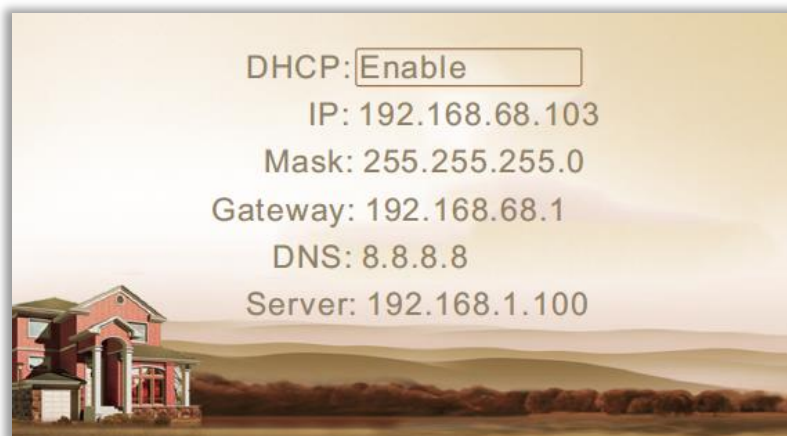 DHCP: Enable
IP: 192.168.68.103
Mask: 255.255.255.0
Gateway: 192.168.68.1
DNS: 8.8.8.8
Server: 192.168.1.100